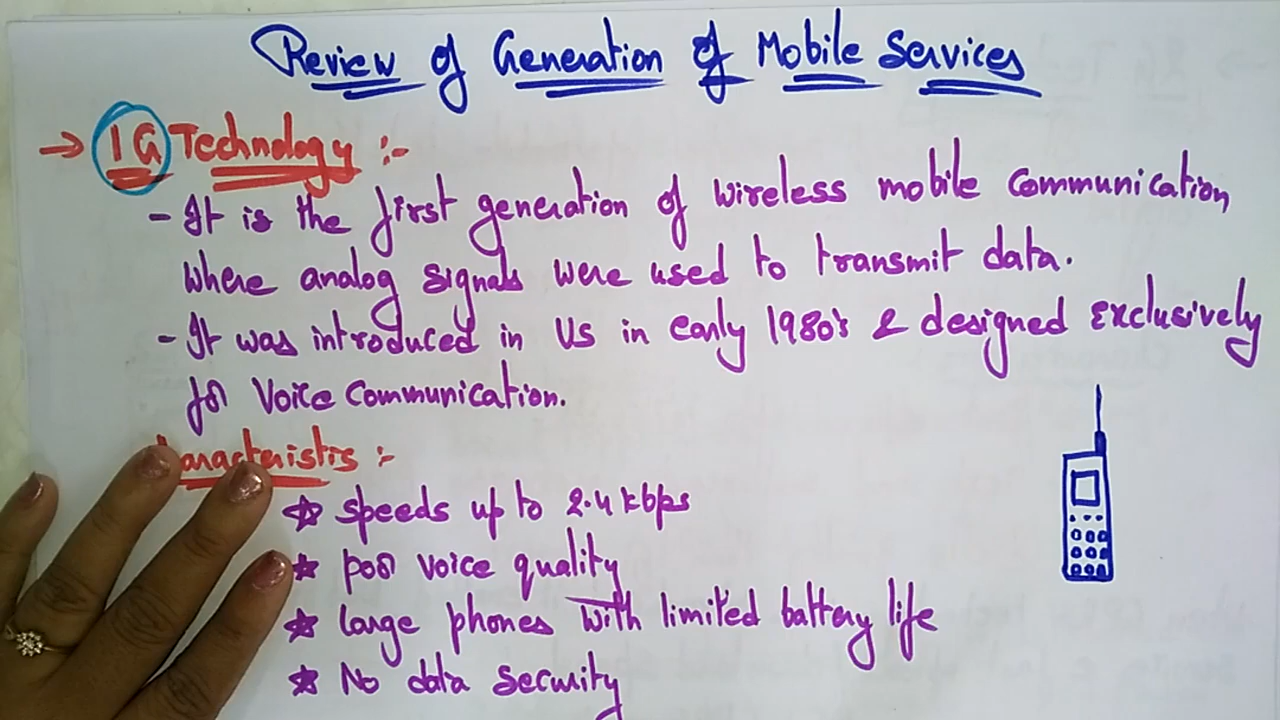 Review of Generation of Mobile Services
→ 1G Technology :-
- It is the first generation of wireless mobile communication
where analog signals were used to transmit data.
- It was introduced in US in early 1980's & designed exclusively
for Voice Communication.
aracteristis :-
☆ speeds up to 2.4 kbps
☆ poor voice quality
☆ large phones with limited battery life
☆ No data security